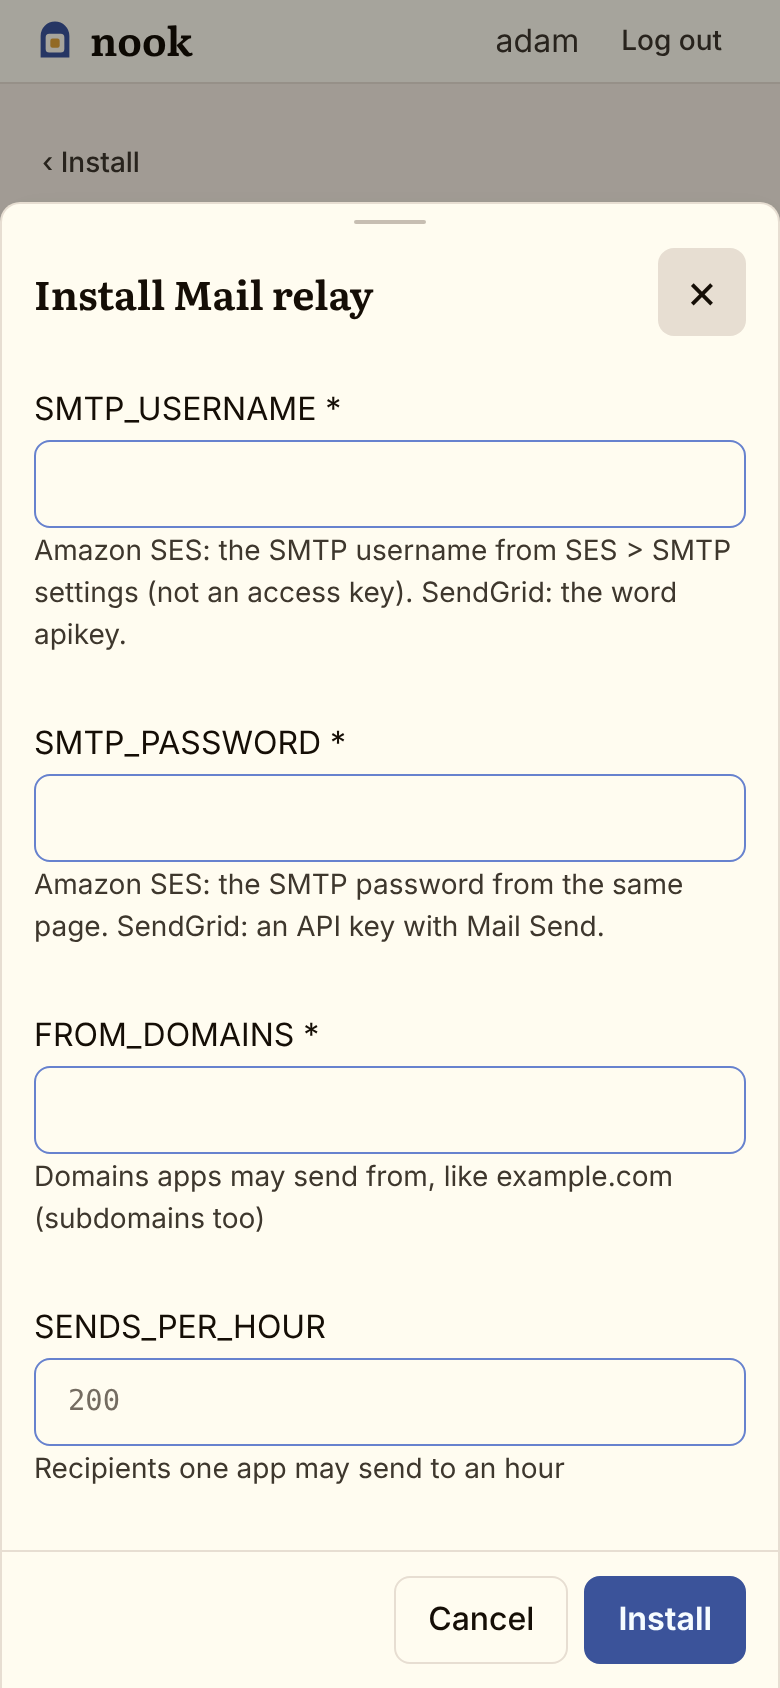 nook
adam
Log out
‹ Install
Install Mail relay
SMTP_USERNAME *
Amazon SES: the SMTP username from SES > SMTP
settings (not an access key). SendGrid: the word
apikey.
SMTP_PASSWORD *
Amazon SES: the SMTP password from the same
page. SendGrid: an API key with Mail Send.
FROM_DOMAINS *
Domains apps may send from, like example.com
(subdomains too)
SENDS_PER_HOUR
200
Recipients one app may send to an hour
Cancel
Install